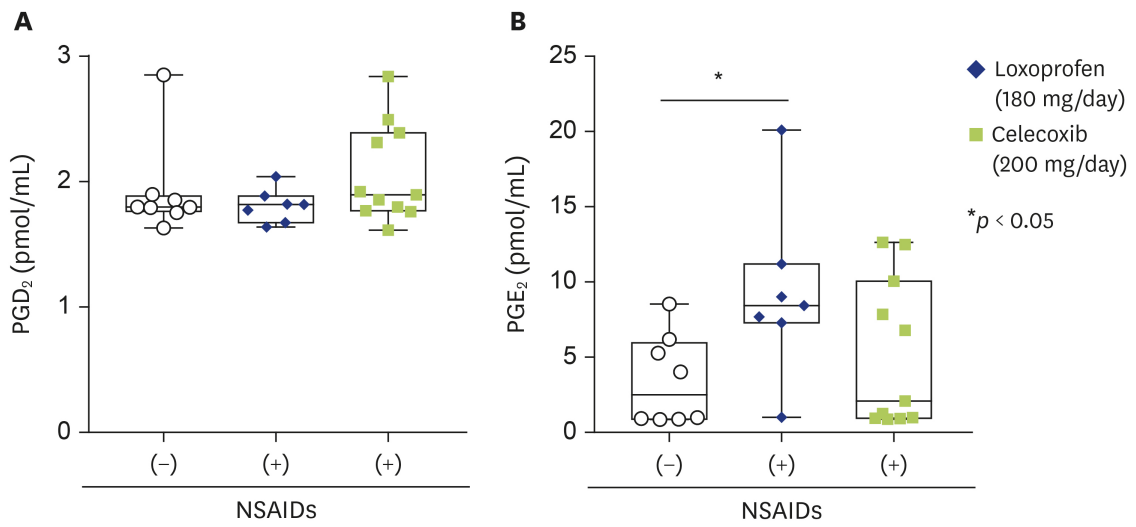 A
PGD2 (pmol/mL)
3
2
1
0
(–) (+) (+)
NSAIDs
B
PGE2 (pmol/mL)
25
20
15
10
5
0
*
(–) (+) (+)
NSAIDs
Loxoprofen
(180 mg/day)
Celecoxib
(200 mg/day)
*p < 0.05